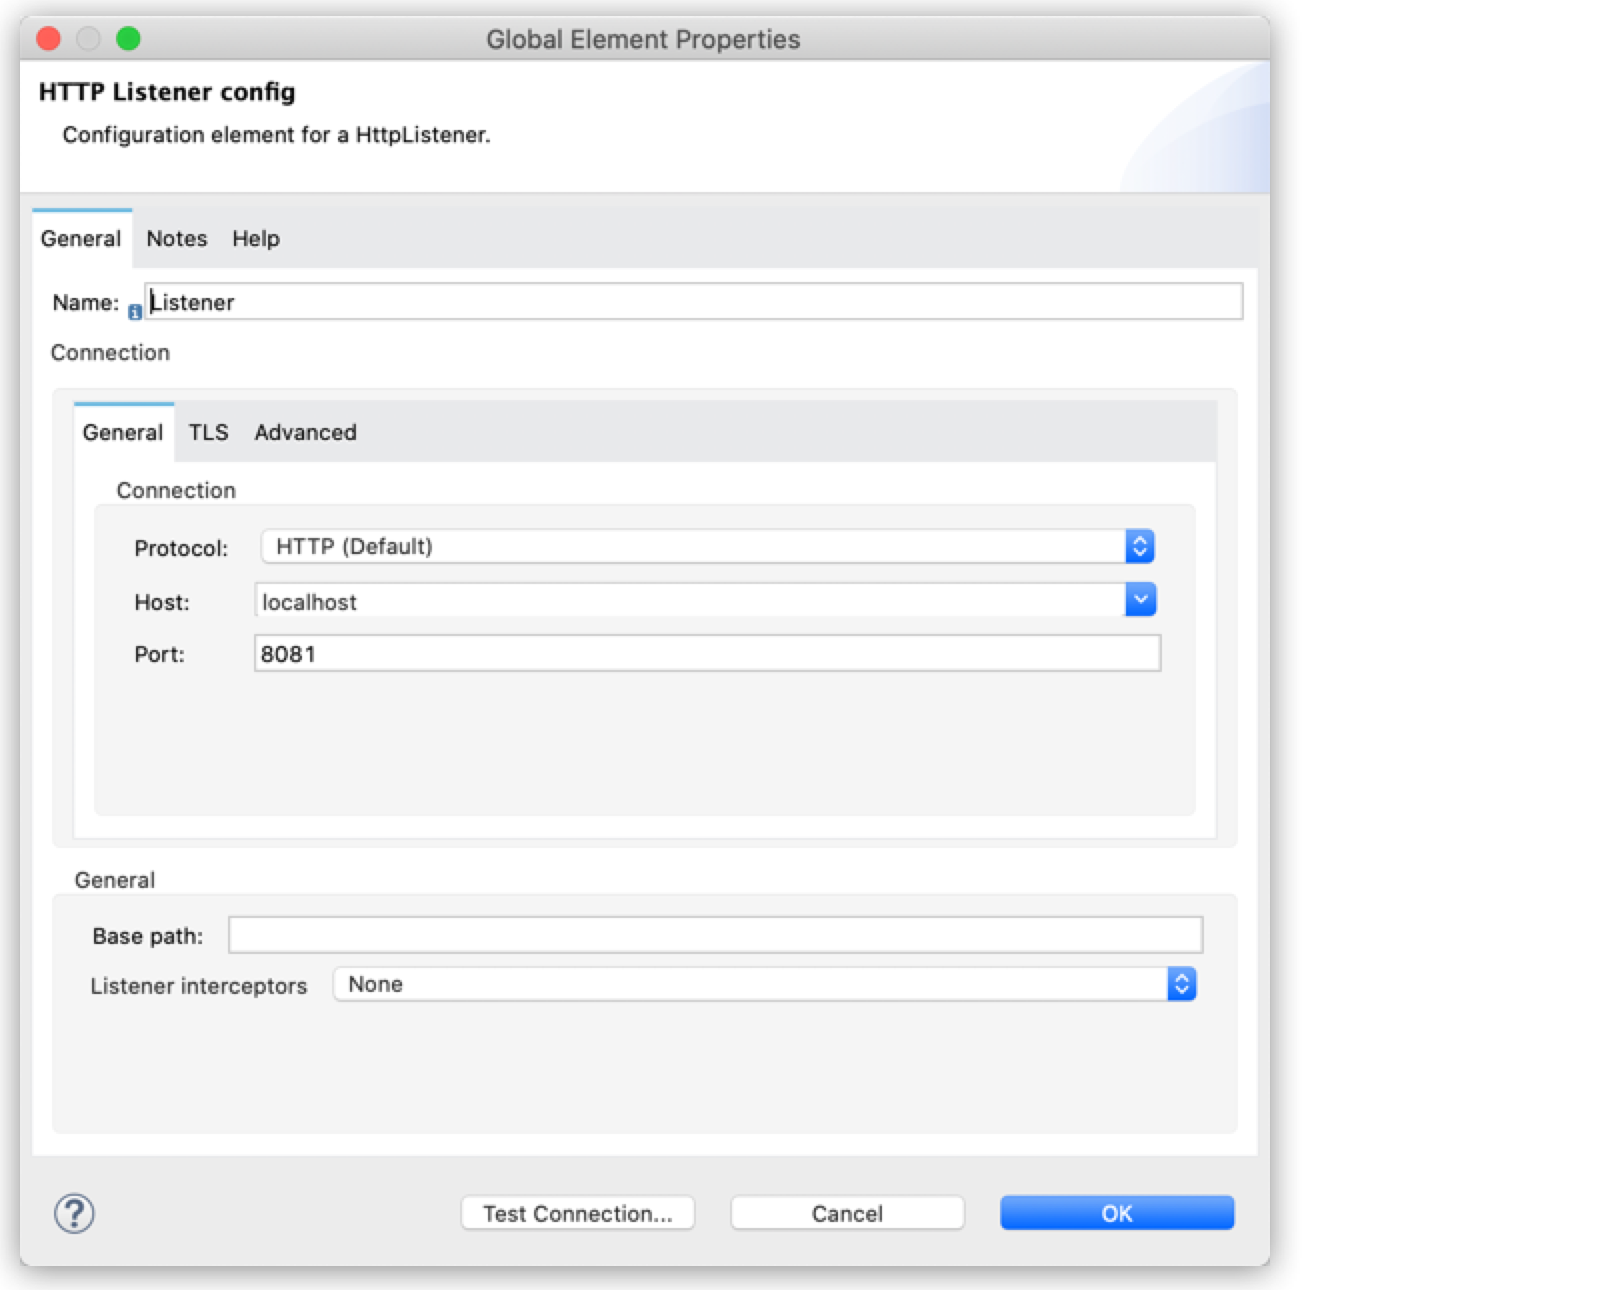 Global Element Properties
HTTP Listener config
Configuration element for a HttpListener.
General Notes Help
Name: Listener
Connection
General TLS Advanced
Connection
Protocol: HTTP (Default)
Host: localhost
Port: 8081
General
Base path:
Listener interceptors None
? Test Connection... Cancel OK